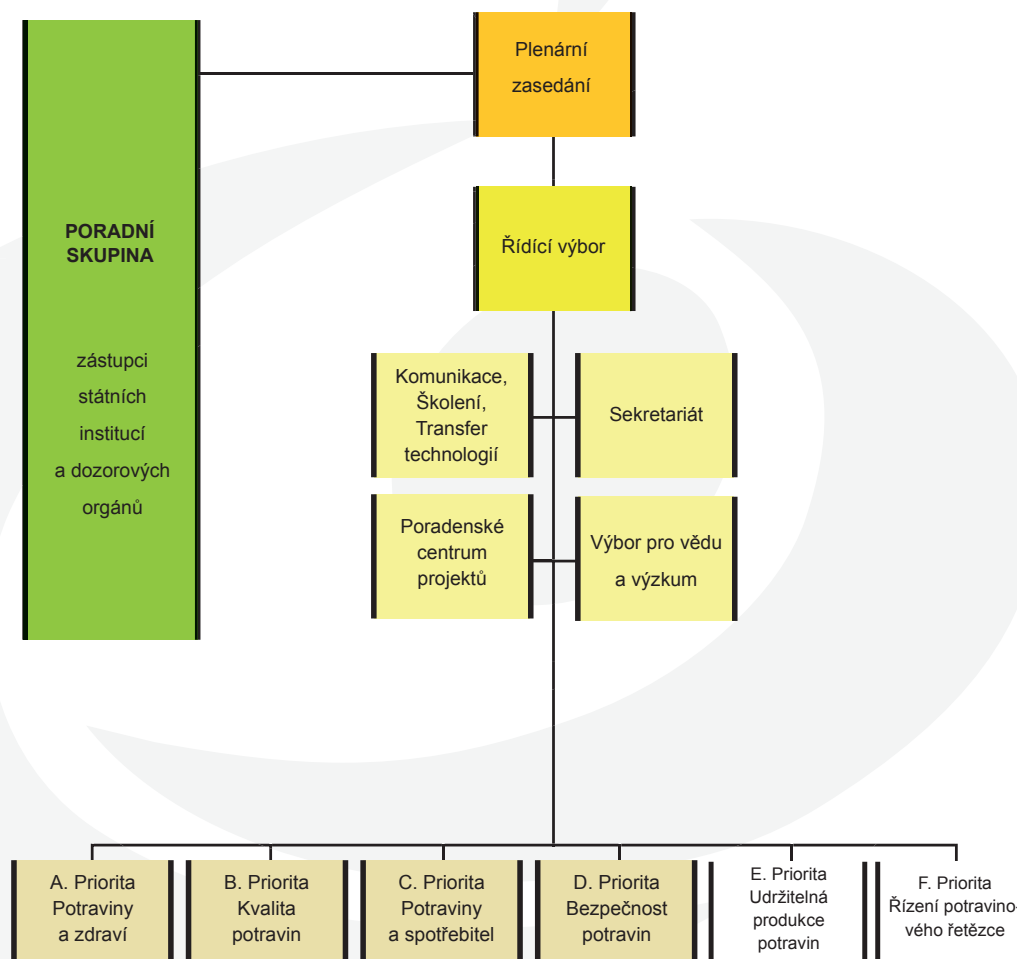 Plenární
zasedání
PORADNÍ
SKUPINA
zástupci
státních
institucí
a dozorových
orgánů
Řídící výbor
Komunikace,
Školení,
Transfer
technologií
Sekretariát
Poradenské
centrum
projektů
Výbor pro vědu
a výzkum
A. Priorita
Potraviny
a zdraví
B. Priorita
Kvalita
potravin
C. Priorita
Potraviny
a spotřebitel
D. Priorita
Bezpečnost
potravin
E. Priorita
Udržitelná
produkce
potravin
F. Priorita
Řízení potravino-
vého řetězce